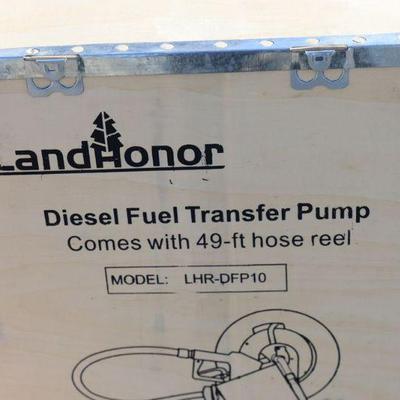 LandHonor
Diesel Fuel Transfer Pump
Comes with 49-ft hose reel
MODEL: LHR-DFP10